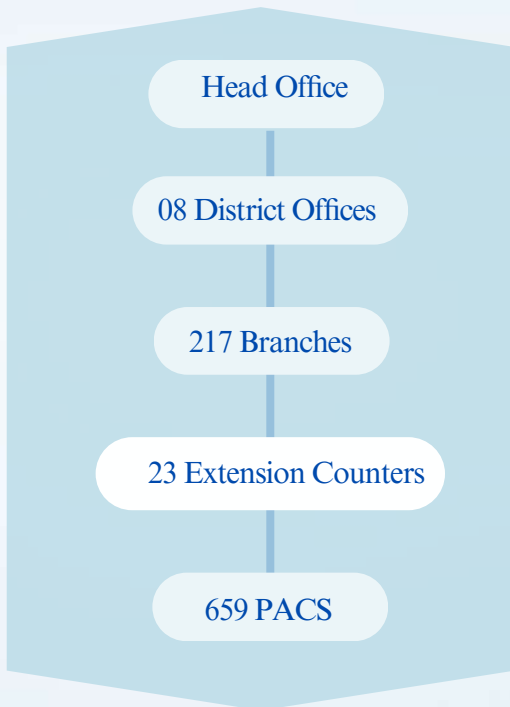 Head Office
08 District Offices
217 Branches
23 Extension Counters
659 PACS